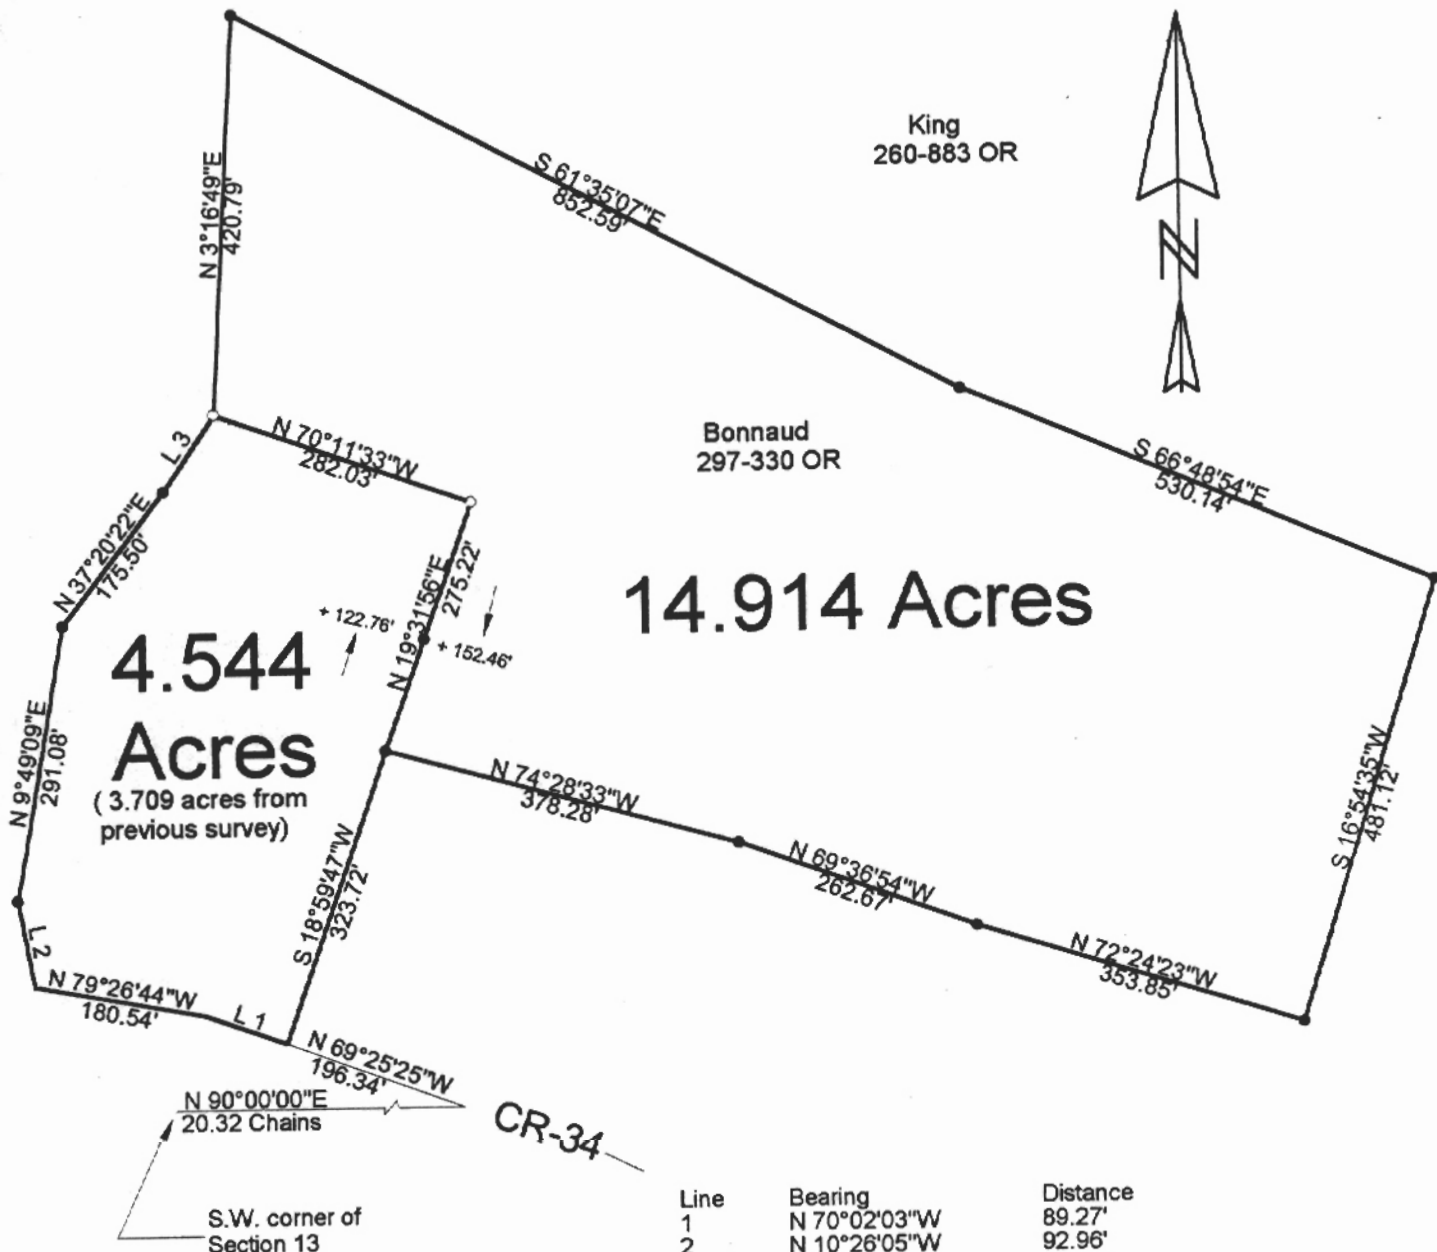 King
260-883 OR
N
S 61°35'07"E
852.59'
N 3°16'49"E
420.79'
Bonnaud
297-330 OR
S 66°48'54"E
530.14'
L 3
N 70°11'33"W
282.03'
N 37°20'22"E
175.50'
N 19°31'56"E
275.22'
+ 122.76'
+ 152.46'
14.914 Acres
4.544
Acres
( 3.709 acres from
previous survey)
N 9°49'09"E
291.08'
S 16°54'35"W
481.12'
N 74°28'33"W
378.28'
N 69°36'54"W
262.67'
N 72°24'23"W
353.85'
S 18°59'47"W
323.72'
L 2
N 79°26'44"W
180.54'
L 1
N 69°25'25"W
196.34'
N 90°00'00"E
20.32 Chains
CR-34
S.W. corner of
Section 13
Line Bearing Distance
1 N 70°02'03"W 89.27'
2 N 10°26'05"W 92.96'